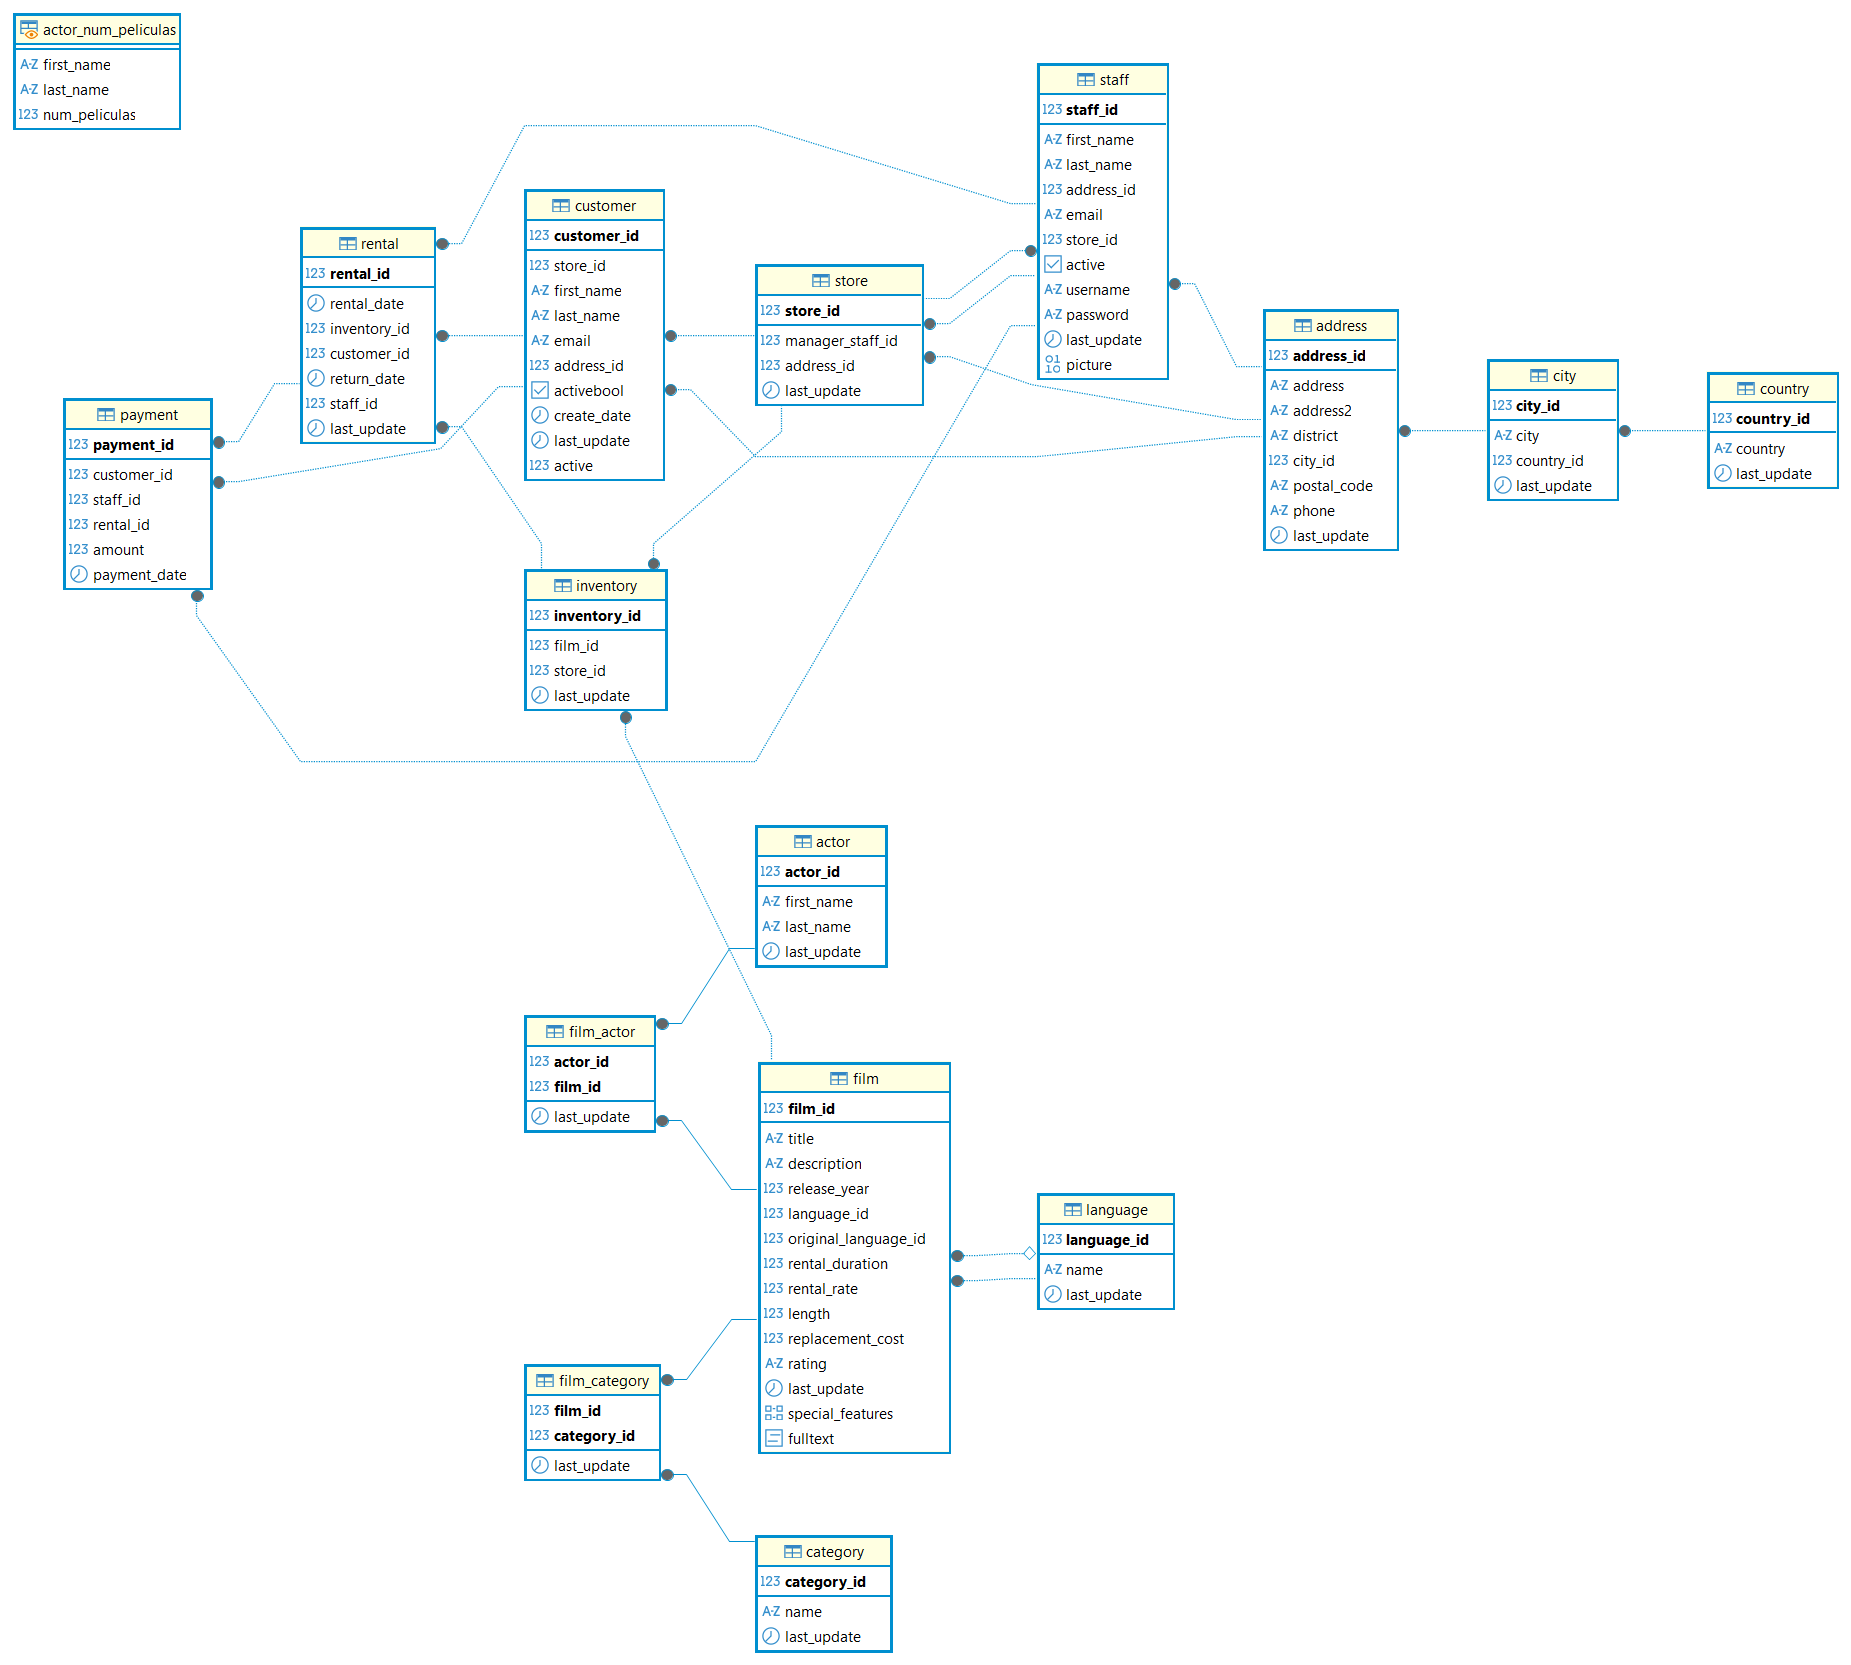 actor_num_peliculas
A-Z first_name
A-Z last_name
123 num_peliculas
staff
123 staff_id
A-Z first_name
A-Z last_name
123 address_id
A-Z email
123 store_id
active
A-Z username
A-Z password
last_update
picture
customer
123 customer_id
123 store_id
A-Z first_name
A-Z last_name
A-Z email
123 address_id
activebool
create_date
last_update
123 active
rental
123 rental_id
rental_date
123 inventory_id
123 customer_id
return_date
123 staff_id
last_update
store
123 store_id
123 manager_staff_id
123 address_id
last_update
address
123 address_id
A-Z address
A-Z address2
A-Z district
123 city_id
A-Z postal_code
A-Z phone
last_update
city
123 city_id
A-Z city
123 country_id
last_update
country
123 country_id
A-Z country
last_update
payment
123 payment_id
123 customer_id
123 staff_id
123 rental_id
123 amount
payment_date
inventory
123 inventory_id
123 film_id
123 store_id
last_update
actor
123 actor_id
A-Z first_name
A-Z last_name
last_update
film_actor
123 actor_id
123 film_id
last_update
film
123 film_id
A-Z title
A-Z description
123 release_year
123 language_id
123 original_language_id
123 rental_duration
123 rental_rate
123 length
123 replacement_cost
A-Z rating
last_update
special_features
fulltext
language
123 language_id
A-Z name
last_update
film_category
123 film_id
123 category_id
last_update
category
123 category_id
A-Z name
last_update